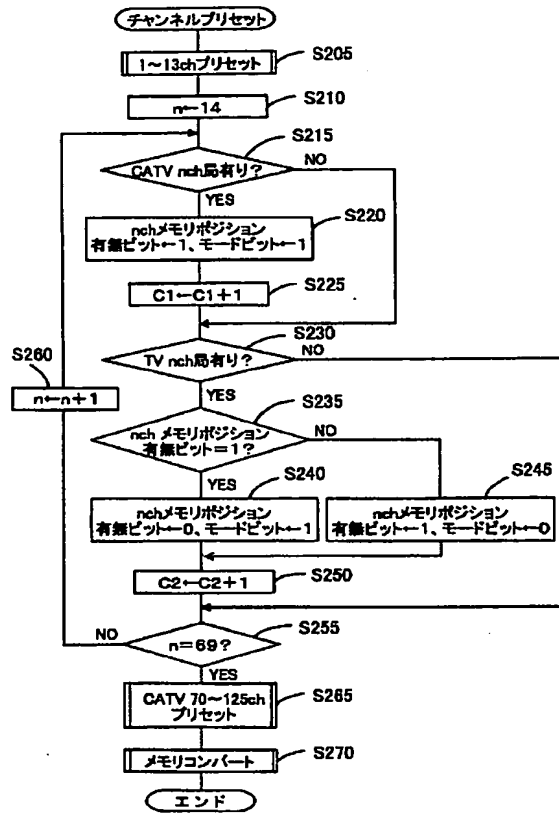 チャンネルプリセット
1～13chプリセット
S205
n←14
S210
S215
CATV nch局有り？
NO
YES
nchメモリポジション
有無ビット←1、モードビット←1
S220
C1←C1＋1
S225
S230
TV nch局有り？
NO
YES
S260
n←n＋1
S235
nch メモリポジション
有無ビット＝1？
NO
YES
S240
nchメモリポジション
有無ビット←0、モードビット←1
S245
nchメモリポジション
有無ビット←1、モードビット←0
C2←C2＋1
S250
S255
n＝69？
NO
YES
CATV 70～125ch
プリセット
S265
メモリコンバート
S270
エンド